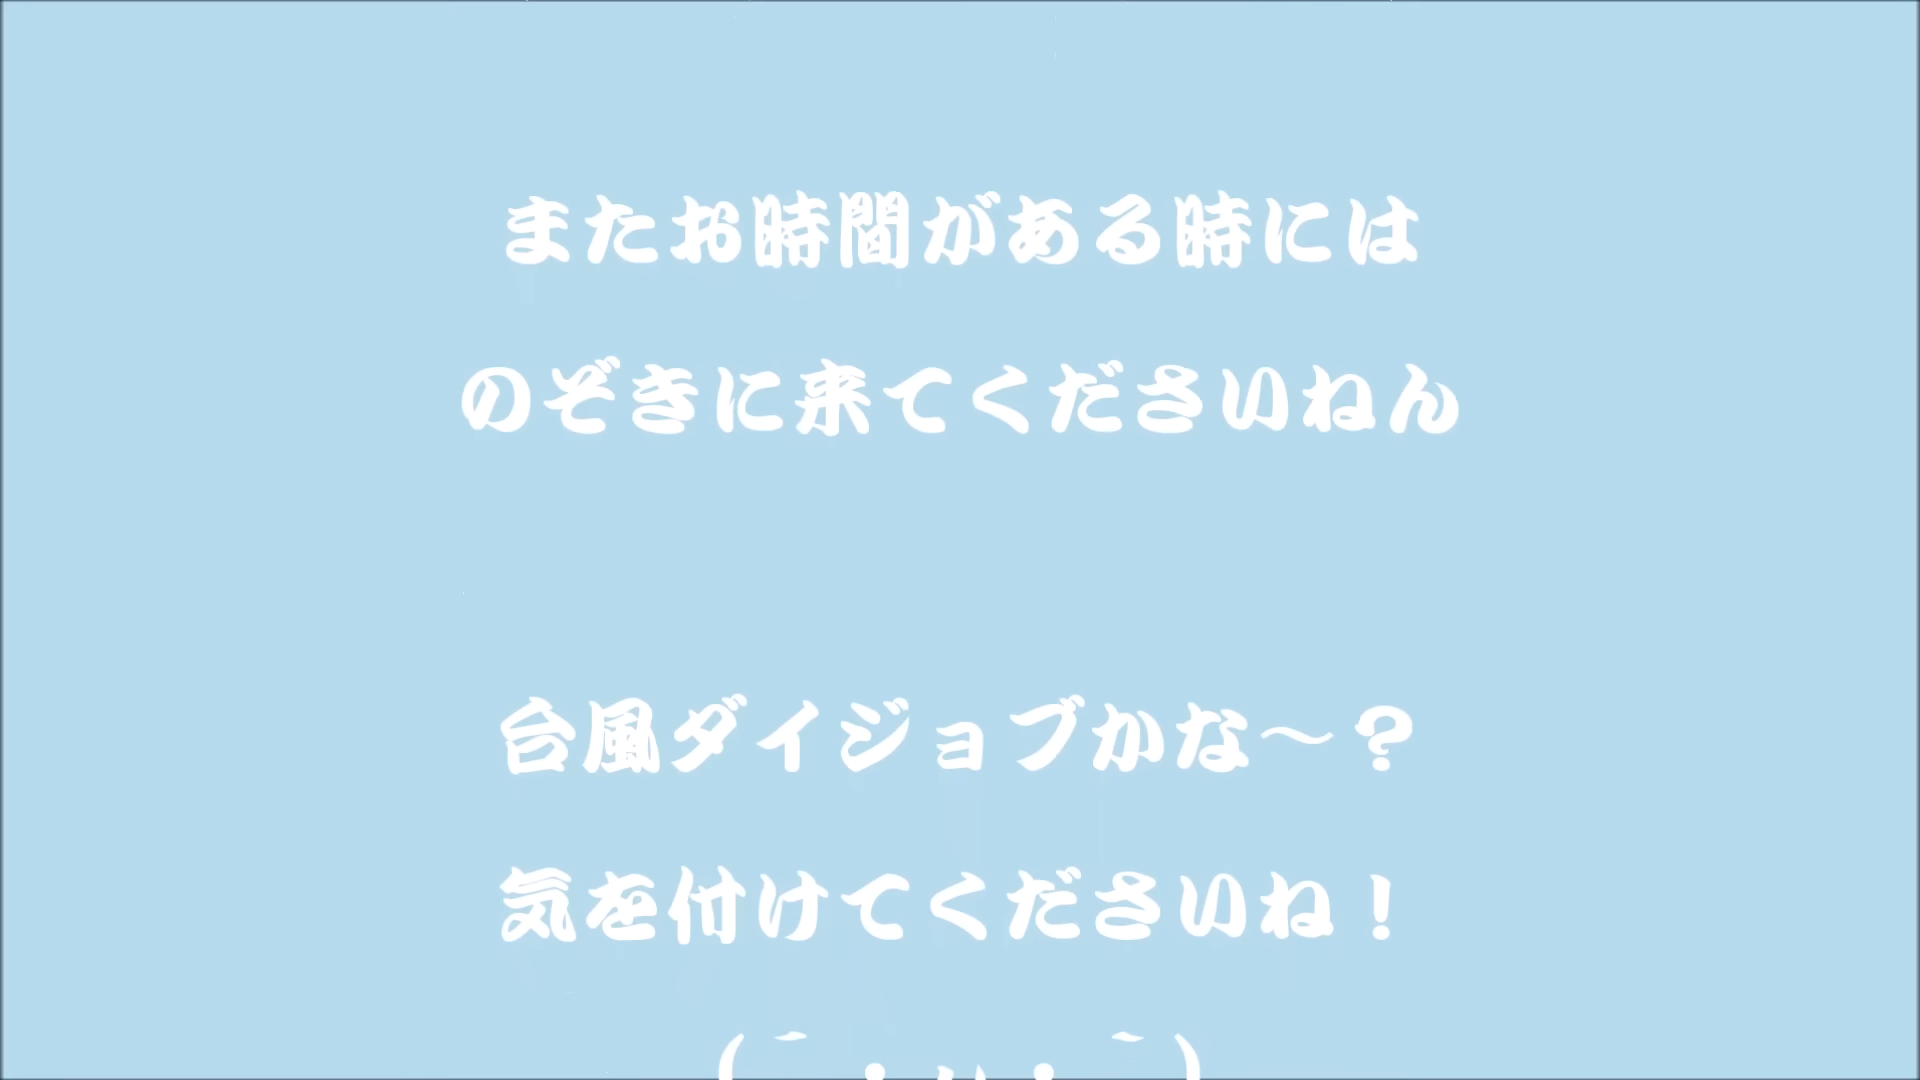 またお時間がある時には
のぞきに来てくださいねん
台風ダイジョブかな～？
気を付けてくださいね！